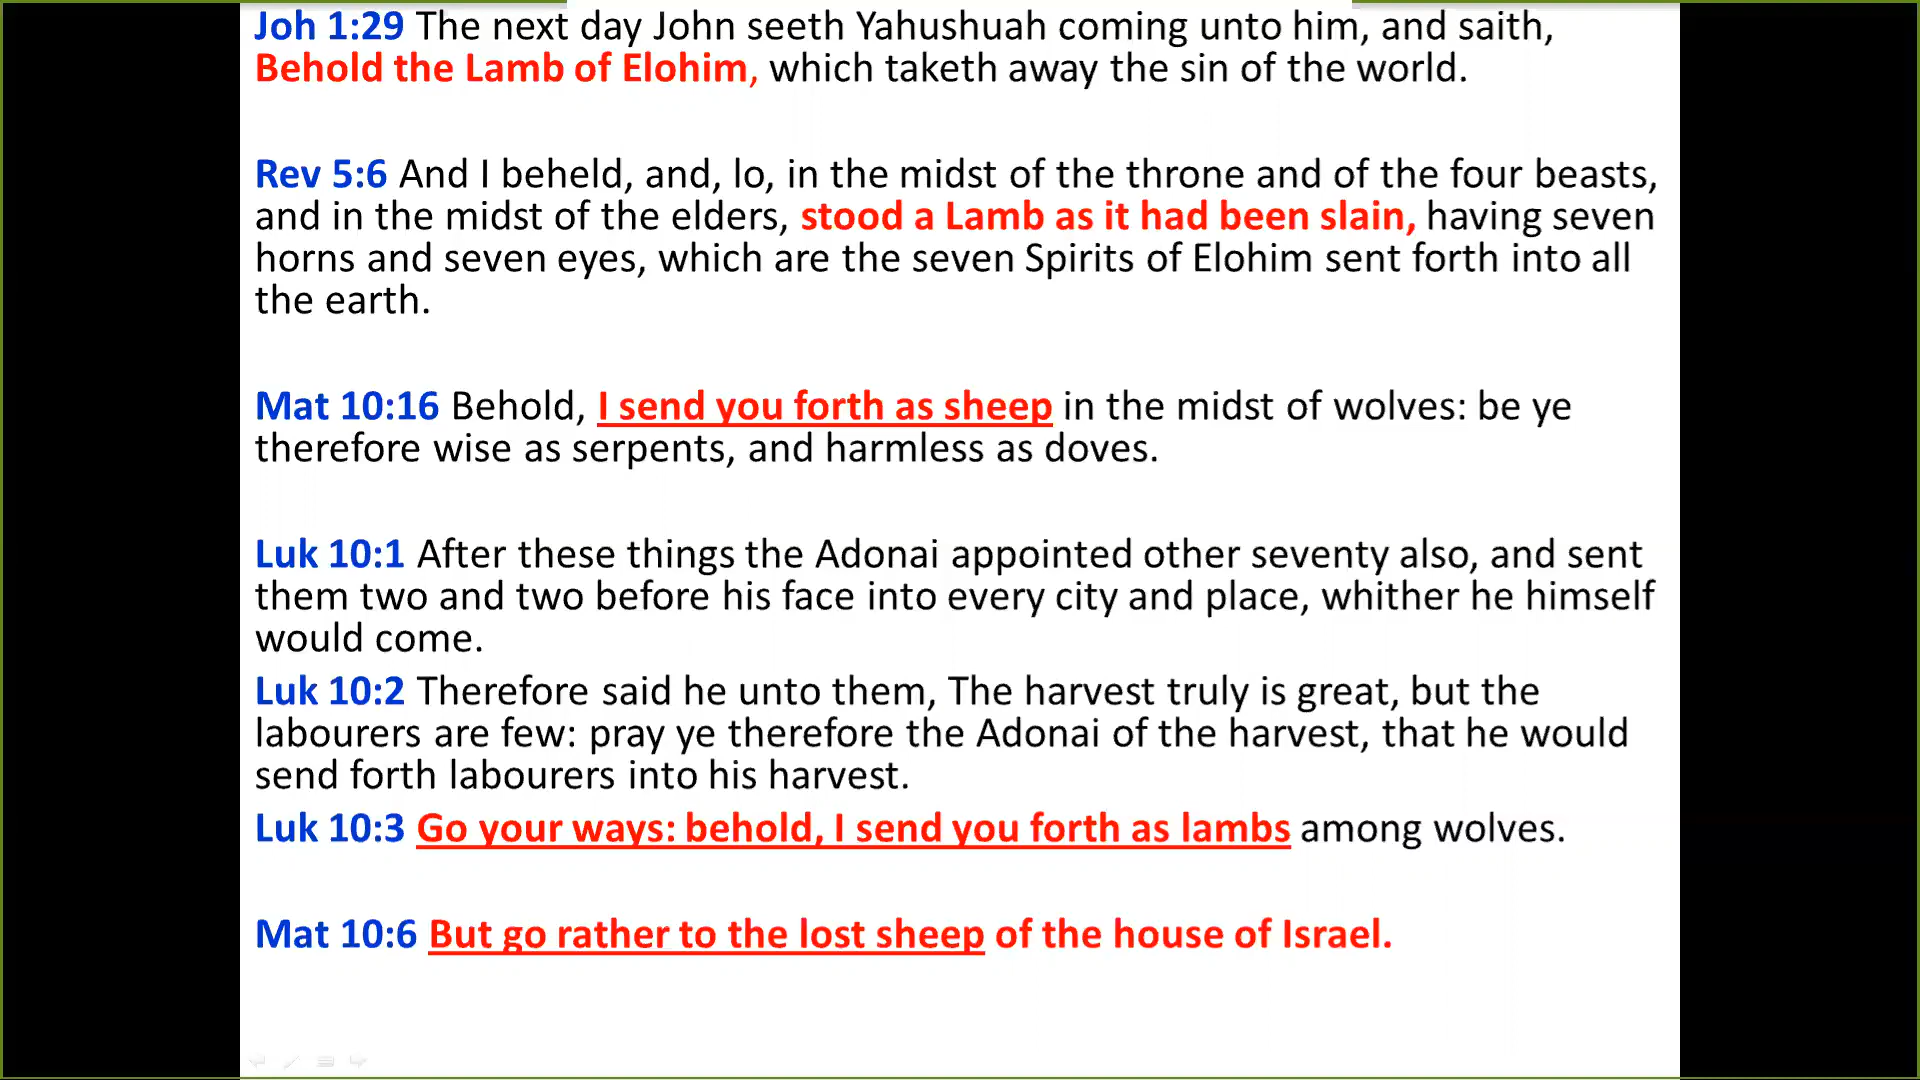 Joh 1:29 The next day John seeth Yahushuah coming unto him, and saith,
Behold the Lamb of Elohim, which taketh away the sin of the world.
Rev 5:6 And I beheld, and, lo, in the midst of the throne and of the four beasts,
and in the midst of the elders, stood a Lamb as it had been slain, having seven
horns and seven eyes, which are the seven Spirits of Elohim sent forth into all
the earth.
Mat 10:16 Behold, I send you forth as sheep in the midst of wolves: be ye
therefore wise as serpents, and harmless as doves.
Luk 10:1 After these things the Adonai appointed other seventy also, and sent
them two and two before his face into every city and place, whither he himself
would come.
Luk 10:2 Therefore said he unto them, The harvest truly is great, but the
labourers are few: pray ye therefore the Adonai of the harvest, that he would
send forth labourers into his harvest.
Luk 10:3 Go your ways: behold, I send you forth as lambs among wolves.
Mat 10:6 But go rather to the lost sheep of the house of Israel.